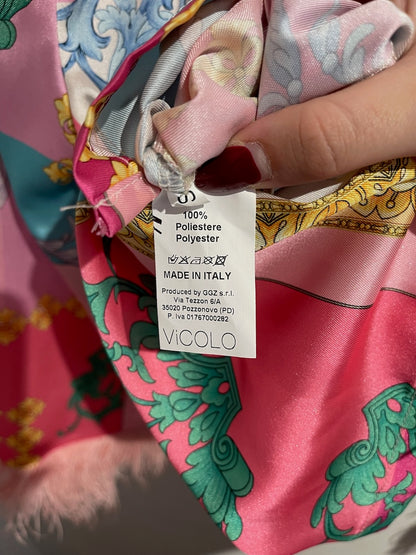 S
100%
Poliestere
Polyester
MADE IN ITALY
Produced by GGZ s.r.l.
Via Tezzon 6/A
35020 Pozzonovo (PD)
P. Iva 01767000282
ViCOLO